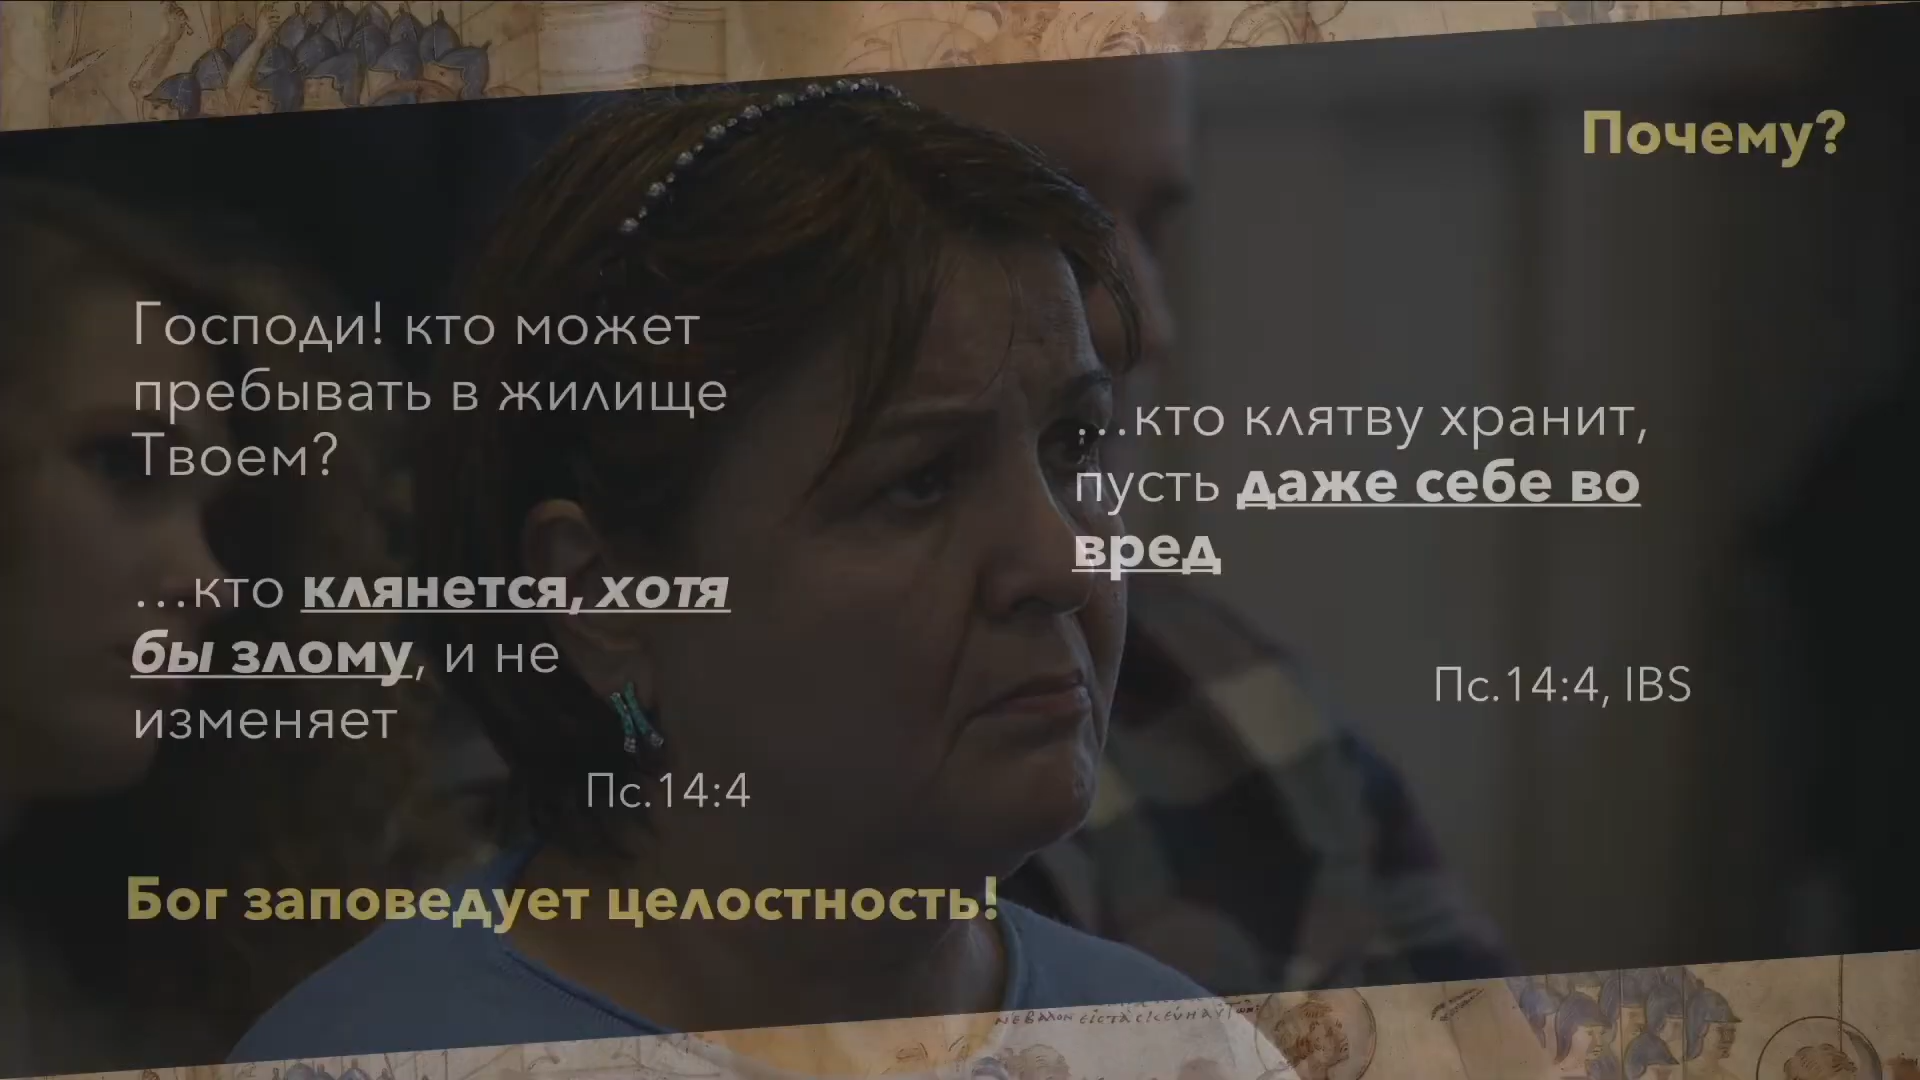 Почему?
Господи! кто может
пребывать в жилище
Твоем?
...кто клянется, хотя
бы злому, и не
изменяет
Пс.14:4
...кто клятву хранит,
пусть даже себе во
вред
Пс.14:4, IBS
Бог заповедует целостность!